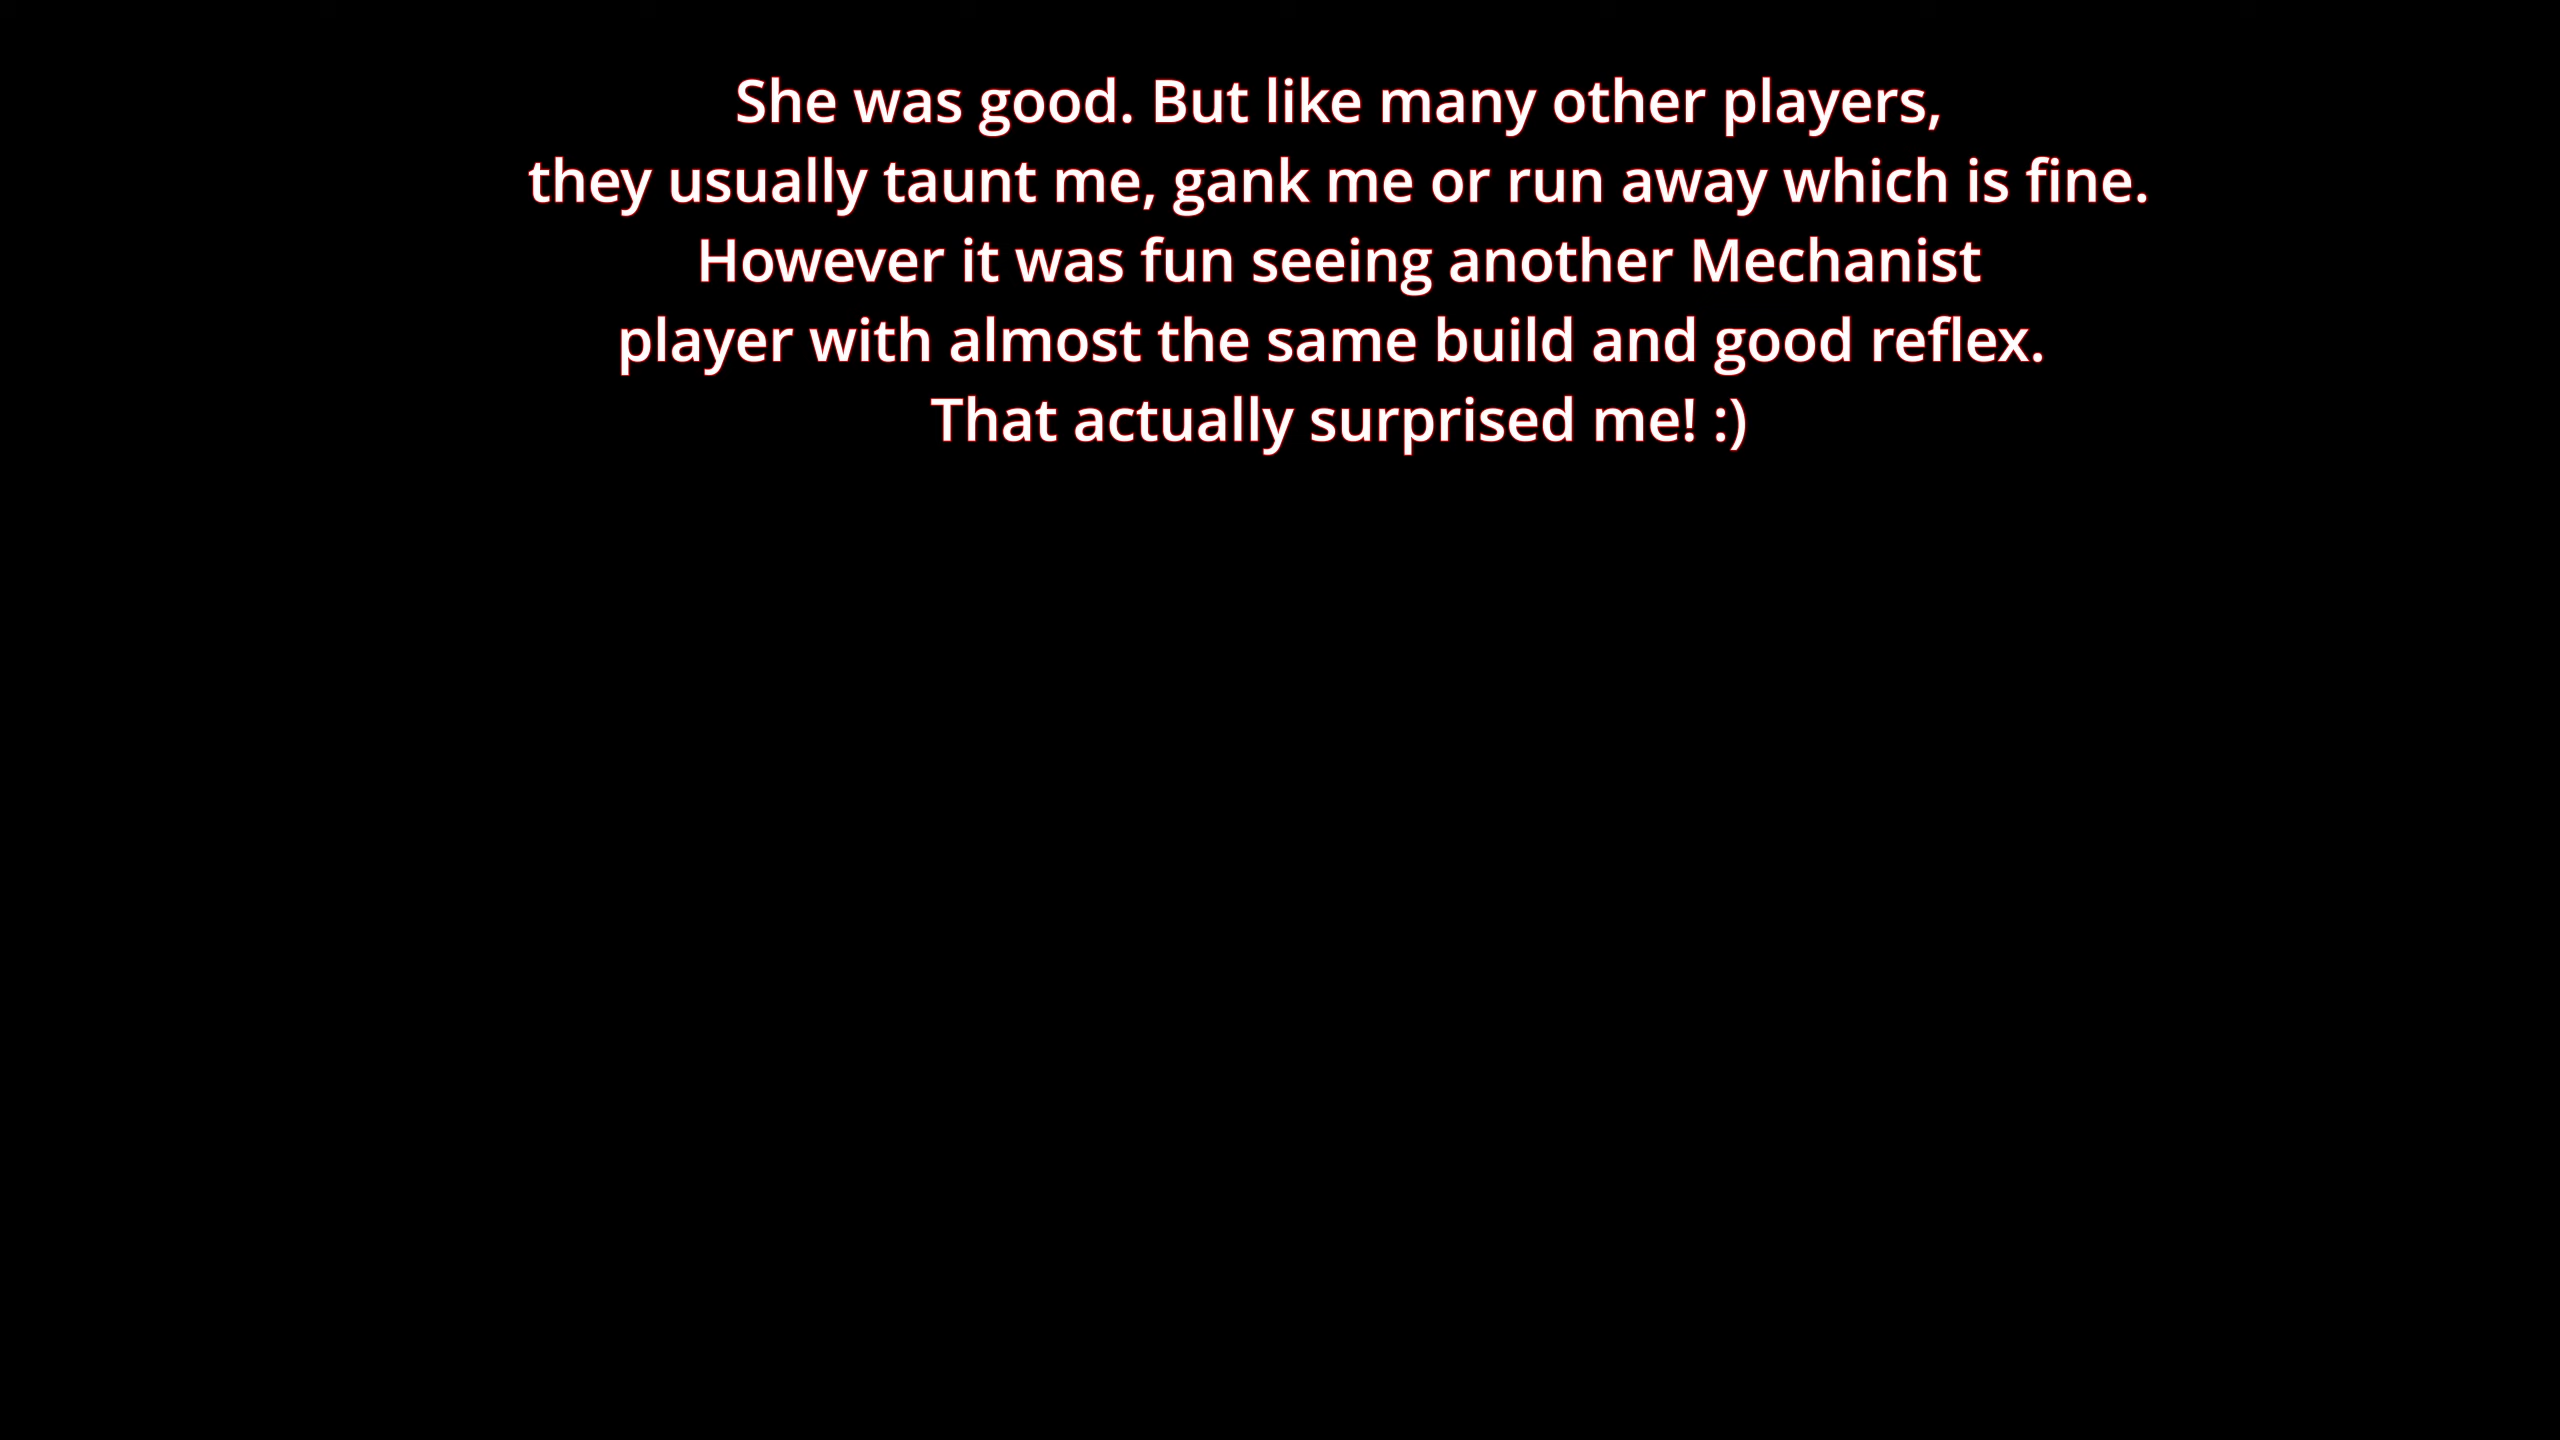 She was good. But like many other players,
they usually taunt me, gank me or run away which is fine.
However it was fun seeing another Mechanist
player with almost the same build and good reflex.
That actually surprised me! :)